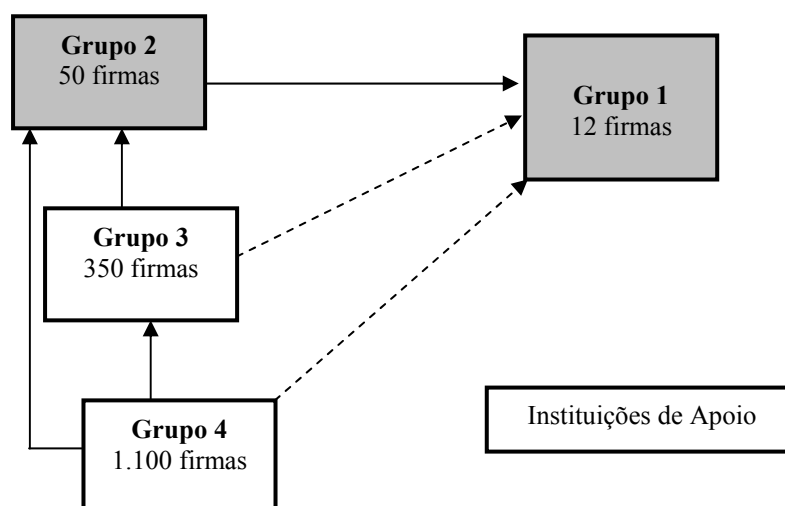 Grupo 2
50 firmas
Grupo 1
12 firmas
Grupo 3
350 firmas
Grupo 4
1.100 firmas
Instituições de Apoio